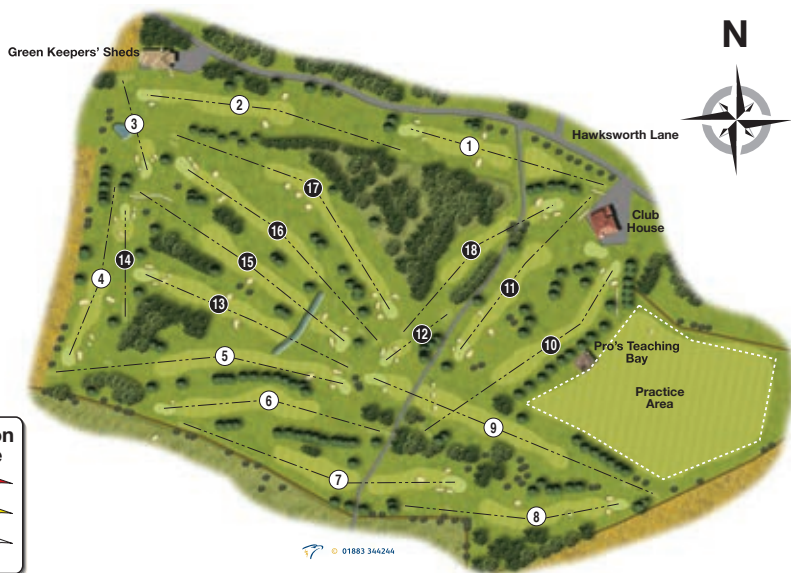 N
Green Keepers' Sheds
2
3
1
Hawksworth Lane
17
Club
House
16
18
14
15
4
11
13
12
10
5
Pro's Teaching
Bay
Practice
Area
6
9
7
8
© 01883 344244